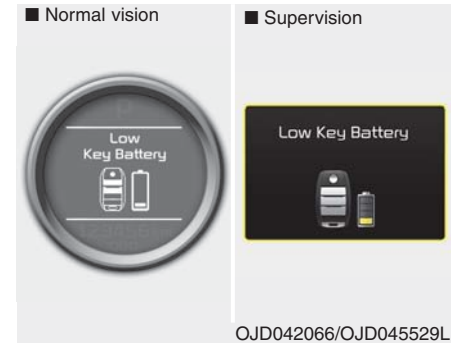 ■ Normal vision
■ Supervision
Low
Key Battery
Low Key Battery
OJD042066/OJD045529L